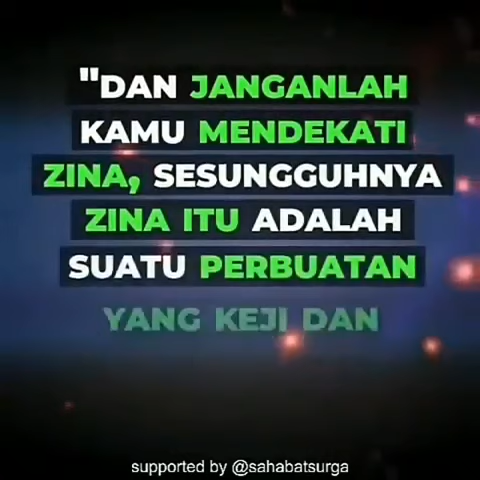 "DAN JANGANLAH
KAMU MENDEKATI
ZINA, SESUNGGUHNYA
ZINA ITU ADALAH
SUATU PERBUATAN
YANG KEJI DAN
supported by @sahabatsurga